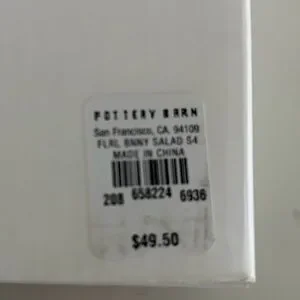 POTTERY BARN
San Francisco, CA. 94109
FLRL BNNY SALAD S4
MADE IN CHINA
208 658224 6936
$49.50